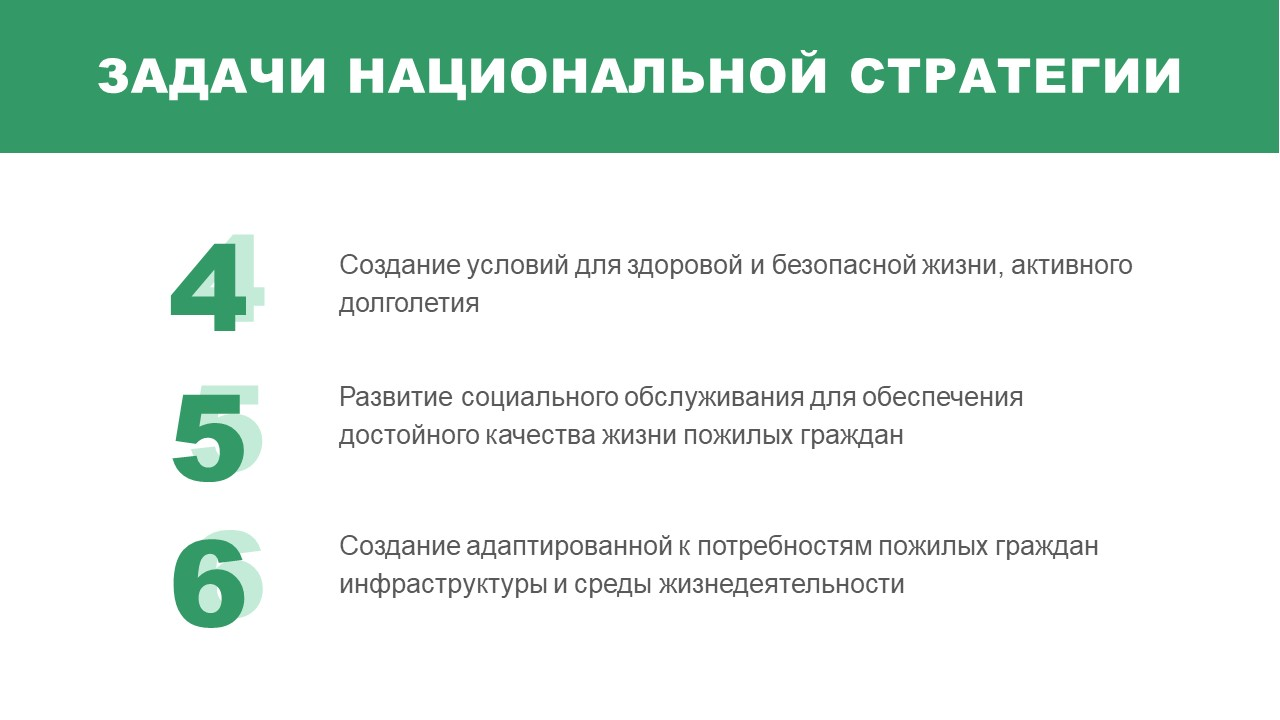 ЗАДАЧИ НАЦИОНАЛЬНОЙ СТРАТЕГИИ
4
Создание условий для здоровой и безопасной жизни, активного
долголетия
5
Развитие социального обслуживания для обеспечения
достойного качества жизни пожилых граждан
6
Создание адаптированной к потребностям пожилых граждан
инфраструктуры и среды жизнедеятельности